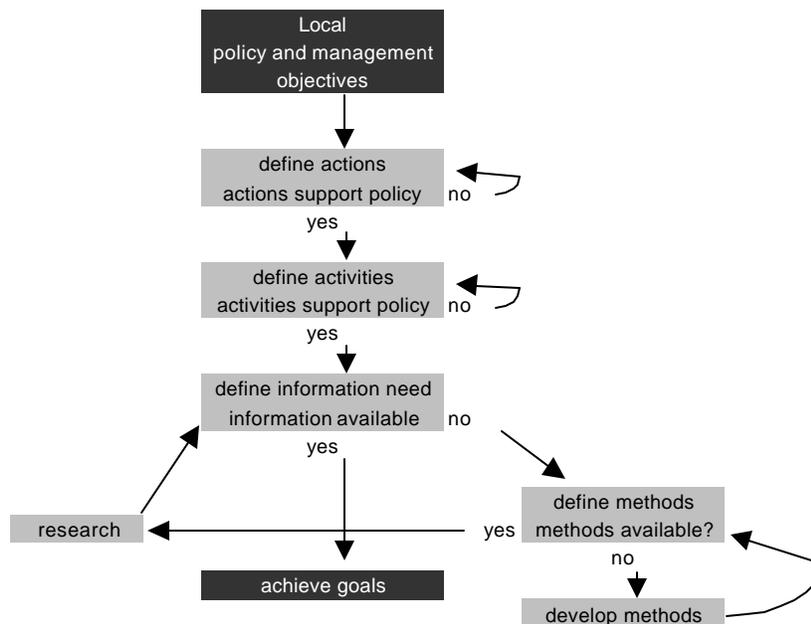 Local
policy and management
objectives
define actions
actions support policy no
yes
define activities
activities support policy no
yes
define information need
information available no
yes
define methods
research yes methods available?
no
achieve goals
develop methods